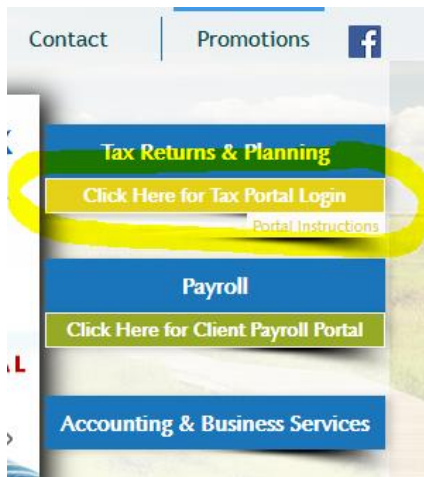 Contact
Promotions
f
Tax Returns & Planning
Click Here for Tax Portal Login
Portal Instructions
Payroll
Click Here for Client Payroll Portal
AL
Accounting & Business Services